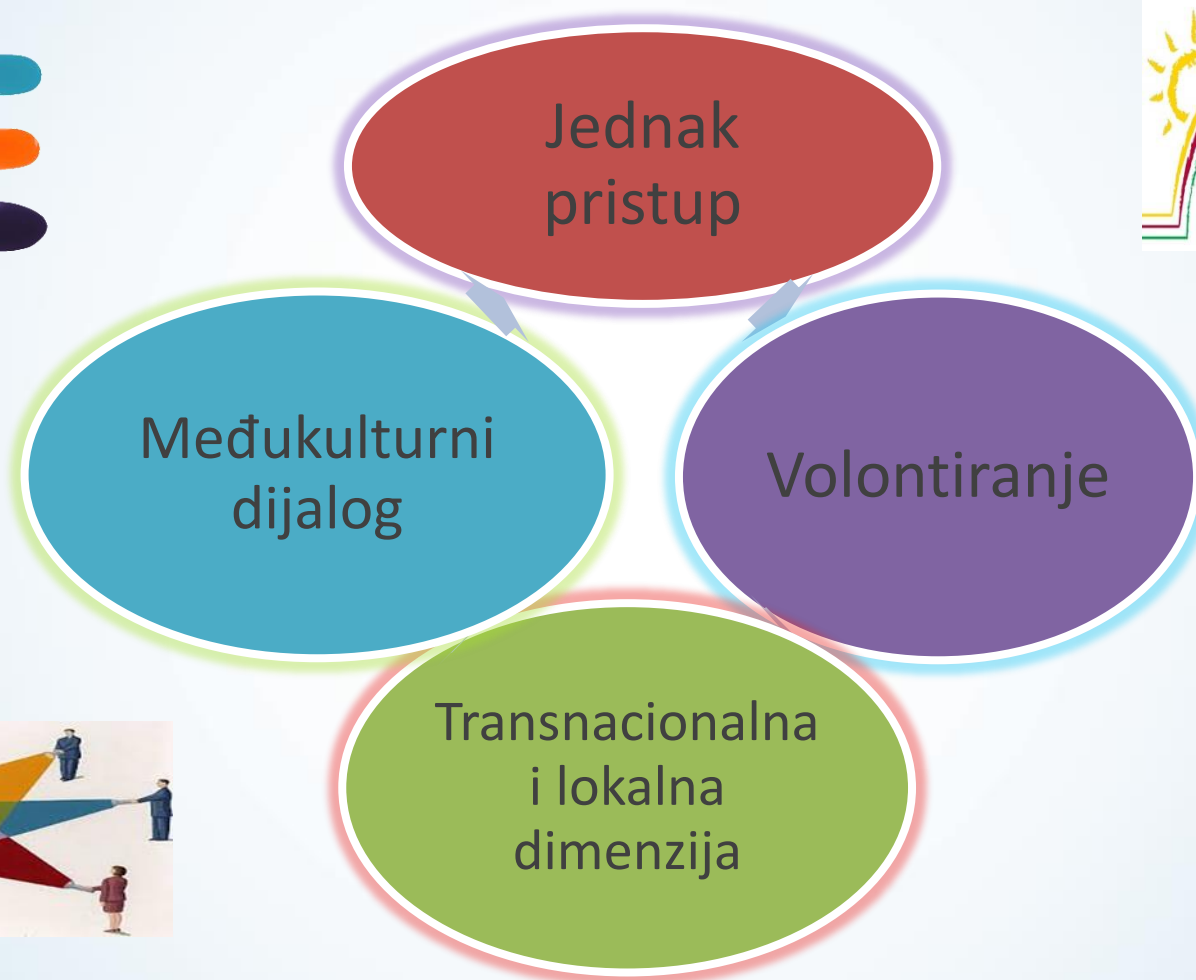 Jednak
pristup
Međukulturni
dijalog
Volontiranje
Transnacionalna
i lokalna
dimenzija